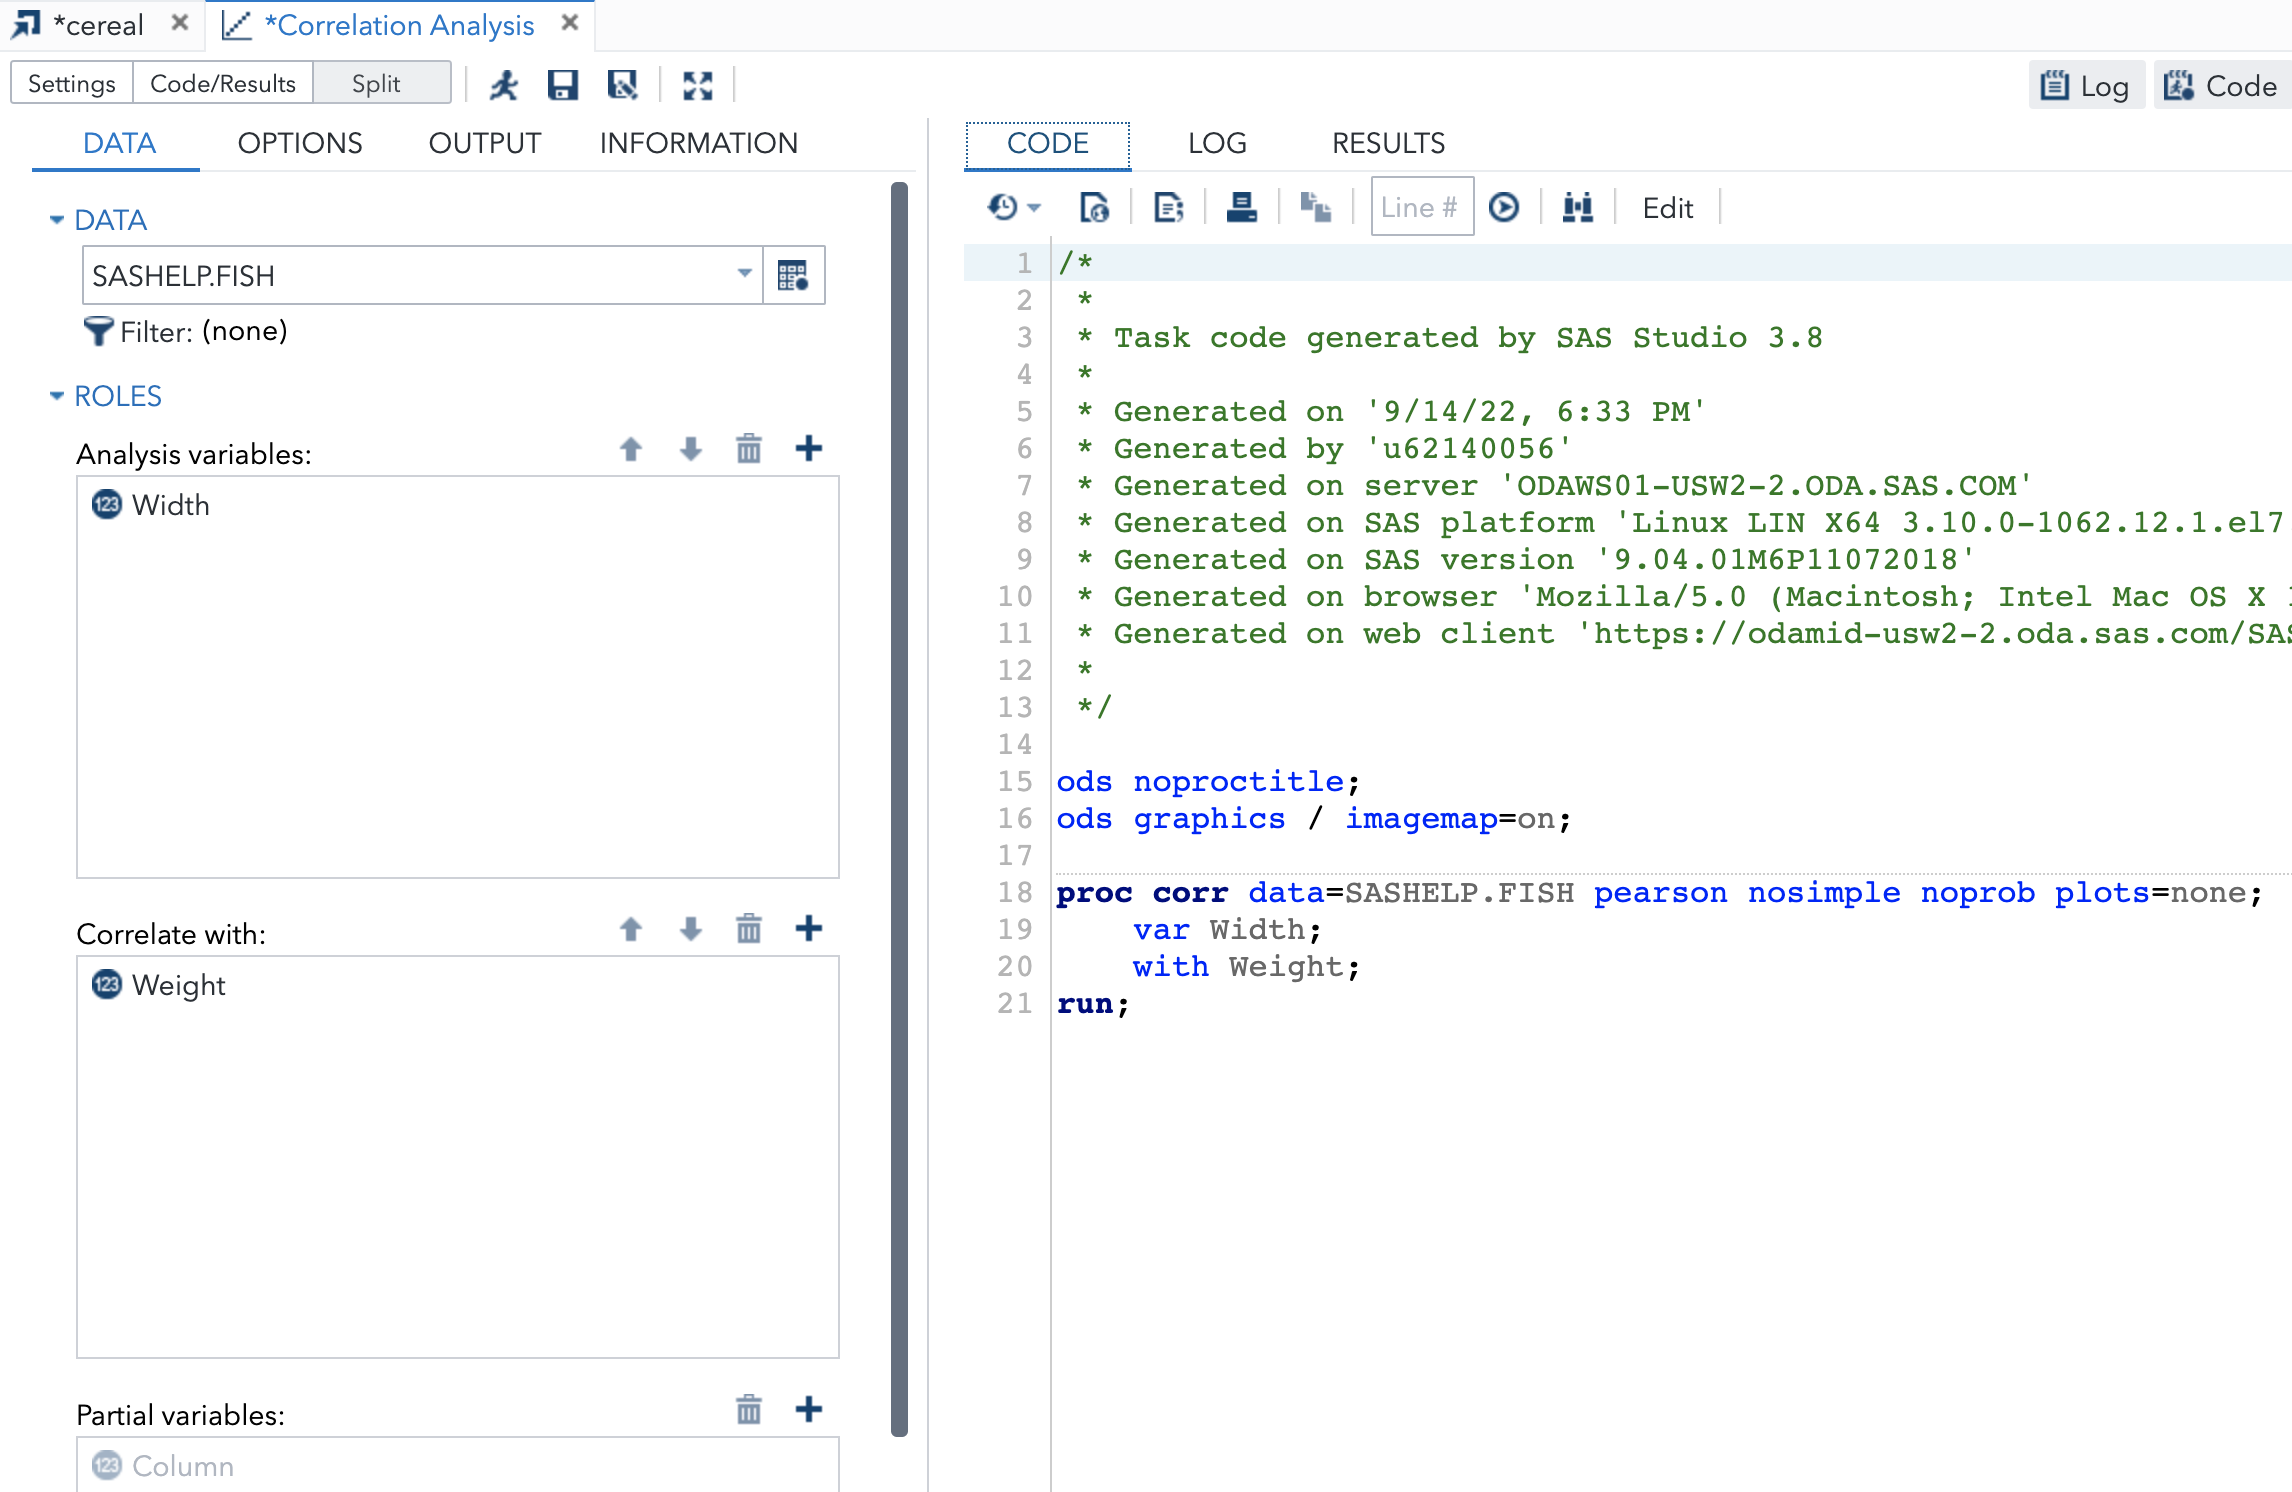 *cereal
*Correlation Analysis
Settings
Code/Results
Split
Log
Code
DATA
OPTIONS
OUTPUT
INFORMATION
DATA
SASHELP.FISH
Filter: (none)
ROLES
Analysis variables:
123 Width
Correlate with:
123 Weight
Partial variables:
123 Column
CODE
LOG
RESULTS
Line #
Edit
1 /*
2 *
3 * Task code generated by SAS Studio 3.8
4 *
5 * Generated on '9/14/22, 6:33 PM'
6 * Generated by 'u62140056'
7 * Generated on server 'ODAWS01-USW2-2.ODA.SAS.COM'
8 * Generated on SAS platform 'Linux LIN X64 3.10.0-1062.12.1.el7
9 * Generated on SAS version '9.04.01M6P11072018'
10 * Generated on browser 'Mozilla/5.0 (Macintosh; Intel Mac OS X
11 * Generated on web client 'https://odamid-usw2-2.oda.sas.com/SAS
12 *
13 */
14
15 ods noproctitle;
16 ods graphics / imagemap=on;
17
18 proc corr data=SASHELP.FISH pearson nosimple noprob plots=none;
19 var Width;
20 with Weight;
21 run;